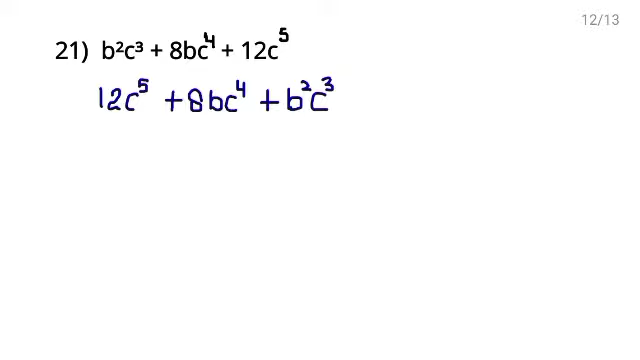 12/13
21) b²c³ + 8bc⁴ + 12c⁵
12c⁵ + 8bc⁴ + b²c³